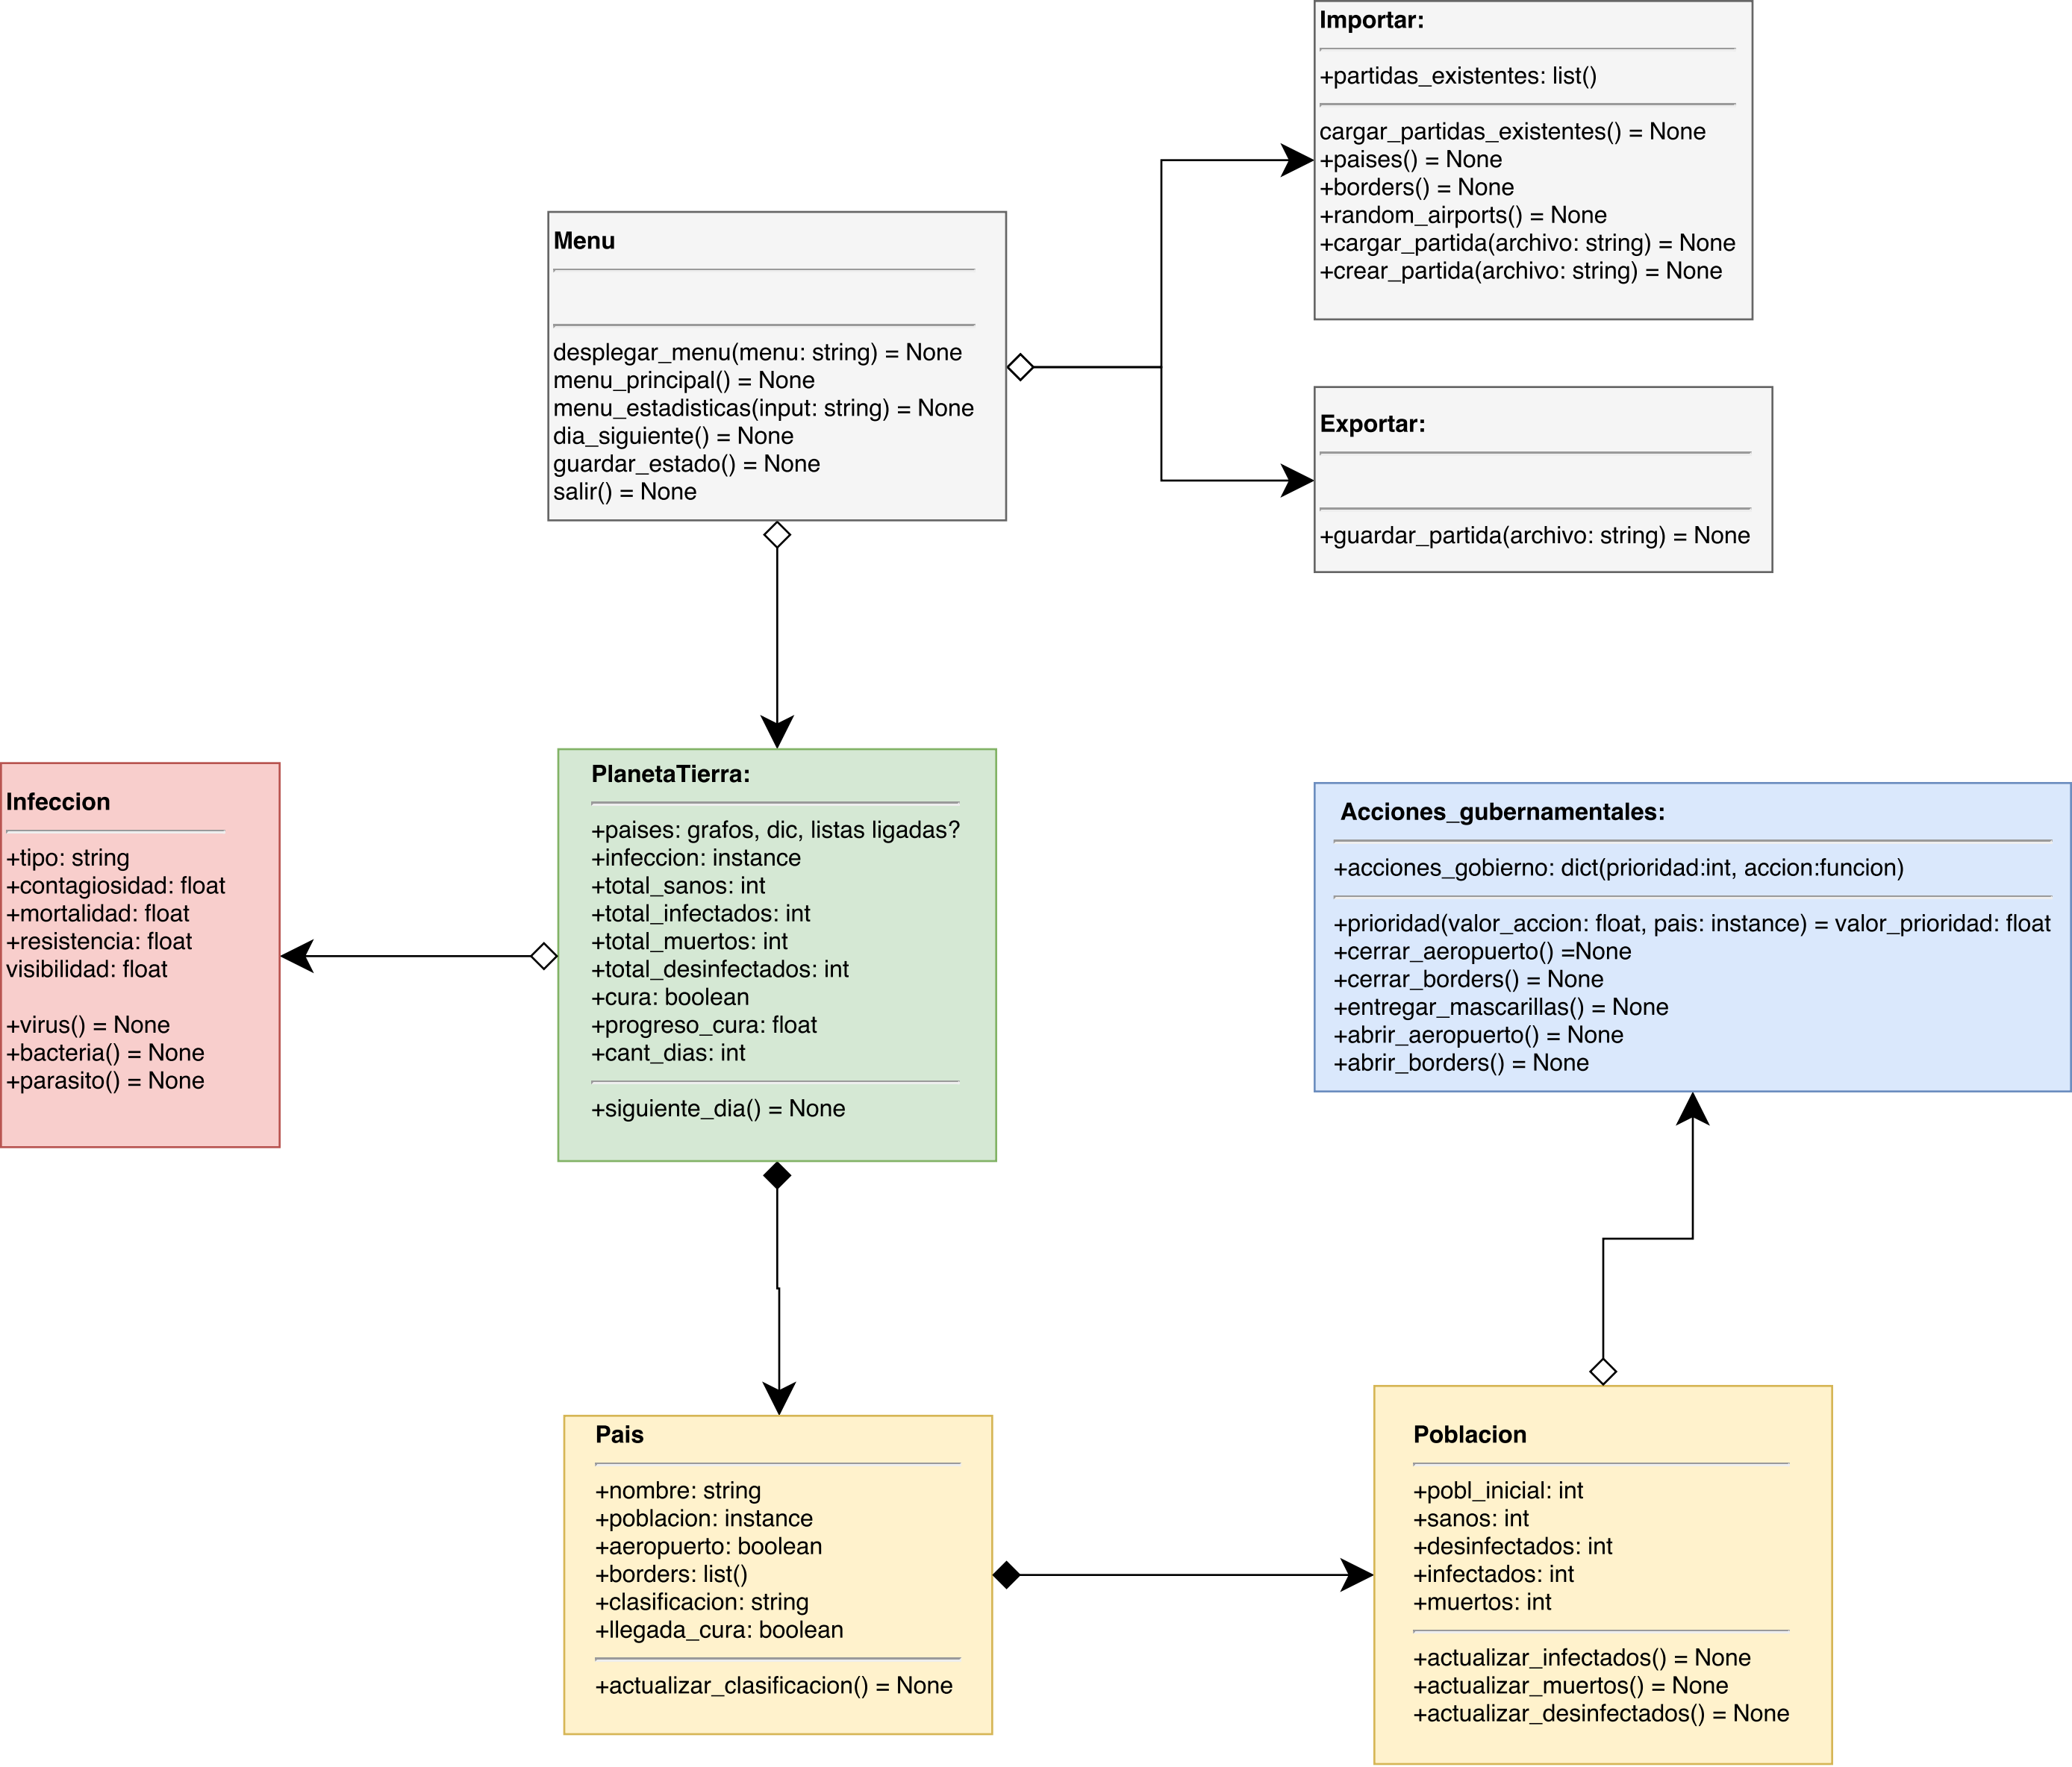 Importar:
+partidas_existentes: list()
cargar_partidas_existentes() = None
+paises() = None
+borders() = None
+random_airports() = None
+cargar_partida(archivo: string) = None
+crear_partida(archivo: string) = None
Menu
desplegar_menu(menu: string) = None
menu_principal() = None
menu_estadisticas(input: string) = None
dia_siguiente() = None
guardar_estado() = None
salir() = None
Exportar:
+guardar_partida(archivo: string) = None
Infeccion
+tipo: string
+contagiosidad: float
+mortalidad: float
+resistencia: float
visibilidad: float
+virus() = None
+bacteria() = None
+parasito() = None
PlanetaTierra:
+paises: grafos, dic, listas ligadas?
+infeccion: instance
+total_sanos: int
+total_infectados: int
+total_muertos: int
+total_desinfectados: int
+cura: boolean
+progreso_cura: float
+cant_dias: int
+siguiente_dia() = None
Acciones_gubernamentales:
+acciones_gobierno: dict(prioridad:int, accion:funcion)
+prioridad(valor_accion: float, pais: instance) = valor_prioridad: float
+cerrar_aeropuerto() =None
+cerrar_borders() = None
+entregar_mascarillas() = None
+abrir_aeropuerto() = None
+abrir_borders() = None
Pais
+nombre: string
+poblacion: instance
+aeropuerto: boolean
+borders: list()
+clasificacion: string
+llegada_cura: boolean
+actualizar_clasificacion() = None
Poblacion
+pobl_inicial: int
+sanos: int
+desinfectados: int
+infectados: int
+muertos: int
+actualizar_infectados() = None
+actualizar_muertos() = None
+actualizar_desinfectados() = None